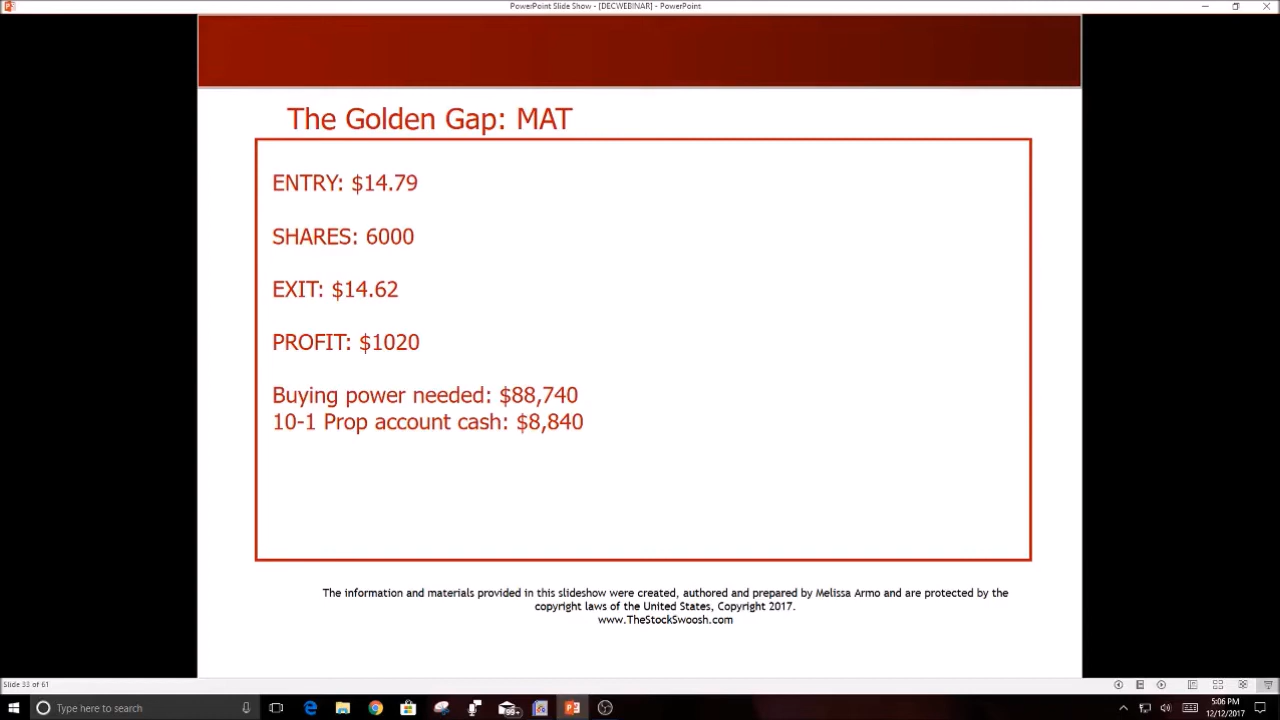 PowerPoint Slide Show - [DECWEBINAR] - PowerPoint
The Golden Gap: MAT
ENTRY: $14.79
SHARES: 6000
EXIT: $14.62
PROFIT: $1020
Buying power needed: $88,740
10-1 Prop account cash: $8,840
The information and materials provided in this slideshow were created, authored and prepared by Melissa Armo and are protected by the
copyright laws of the United States, Copyright 2017.
www.TheStockSwoosh.com
Slide 33 of 61
Type here to search
5:06 PM
12/12/2017